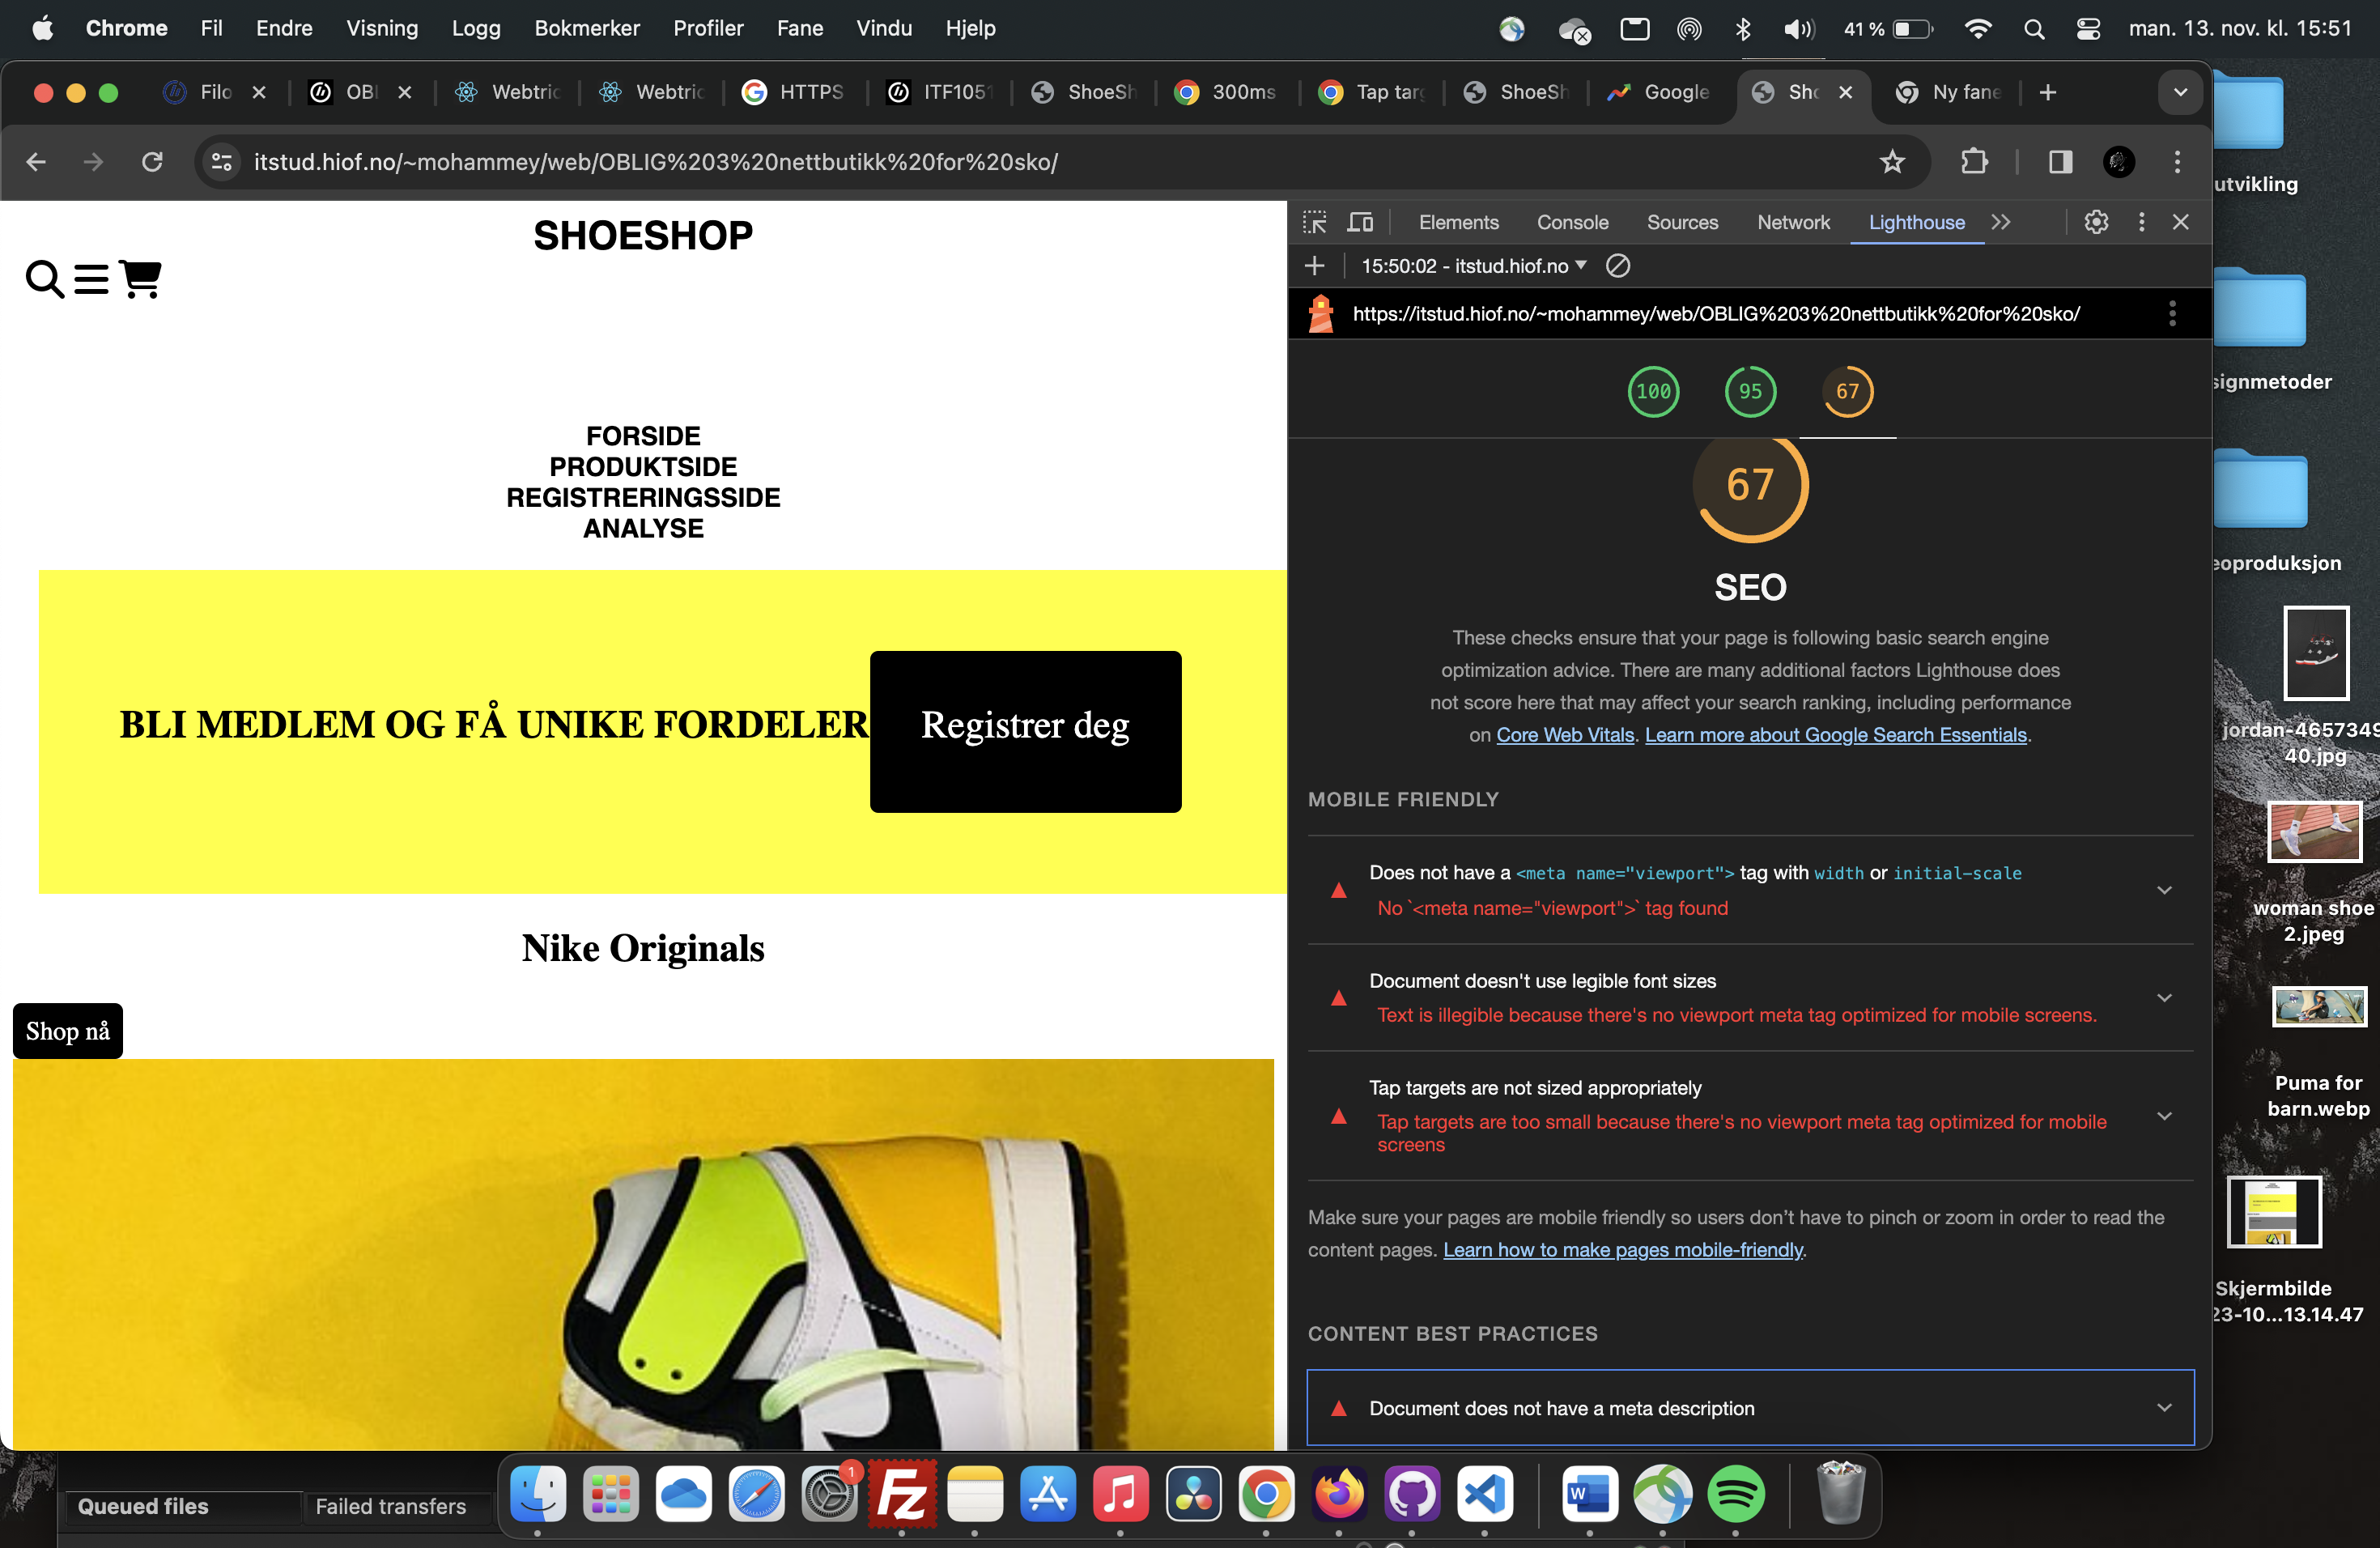 Chrome Fil Endre Visning Logg Bokmerker Profiler Fane Vindu Hjelp 41 % man. 13. nov. kl. 15:51
Filo OBL Webtric Webtric HTTPS ITF1051 ShoeSh 300ms Tap targ ShoeSh Google Sho Ny fane
itstud.hiof.no/~mohammey/web/OBLIG%203%20nettbutikk%20for%20sko/
SHOESHOP
FORSIDE
PRODUKTSIDE
REGISTRERINGSSIDE
ANALYSE
BLI MEDLEM OG FÅ UNIKE FORDELER
Registrer deg
Nike Originals
Shop nå
Elements Console Sources Network Lighthouse
15:50:02 - itstud.hiof.no
https://itstud.hiof.no/~mohammey/web/OBLIG%203%20nettbutikk%20for%20sko/
100 95 67
67
SEO
These checks ensure that your page is following basic search engine
optimization advice. There are many additional factors Lighthouse does
not score here that may affect your search ranking, including performance
on Core Web Vitals. Learn more about Google Search Essentials.
MOBILE FRIENDLY
Does not have a <meta name="viewport"> tag with width or initial-scale
No `<meta name="viewport">` tag found
Document doesn't use legible font sizes
Text is illegible because there's no viewport meta tag optimized for mobile screens.
Tap targets are not sized appropriately
Tap targets are too small because there's no viewport meta tag optimized for mobile
screens
Make sure your pages are mobile friendly so users don’t have to pinch or zoom in order to read the
content pages. Learn how to make pages mobile-friendly.
CONTENT BEST PRACTICES
Document does not have a meta description
utvikling
signmetoder
eoproduksjon
jordan-4657349
40.jpg
woman shoe
2.jpeg
Puma for
barn.webp
Skjermbilde
23-10...13.14.47
Queued files
Failed transfers
1
Fz
W